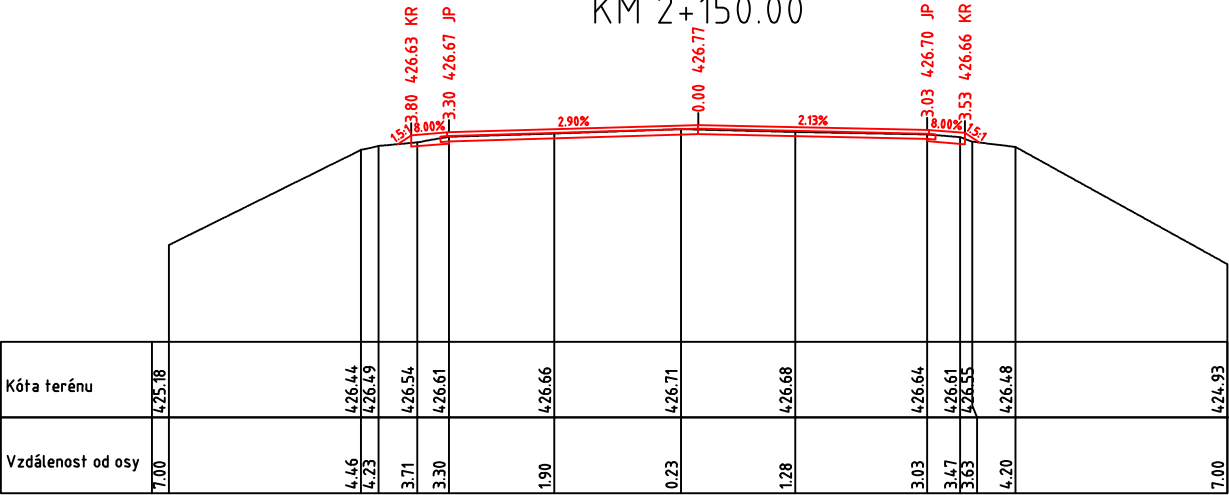 KM 2+150.00
3.80 426.63 KR
3.30 426.67 JP
0.00 426.77
3.03 426.70 JP
3.53 426.66 KR
1.5:1
8.00%
2.90%
2.13%
8.00%
1.5:1
Kóta terénu 425.18 426.44 426.49 426.54 426.61 426.66 426.71 426.68 426.64 426.61 426.55 426.48 424.93
Vzdálenost od osy 7.00 4.46 4.23 3.71 3.30 1.90 0.23 1.28 3.03 3.47 3.63 4.20 7.00